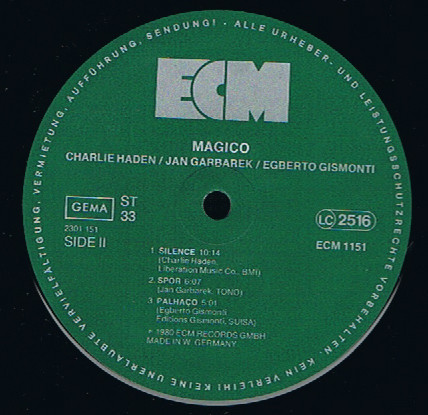 ALLE URHEBER- UND LEISTUNGSSCHUTZRECHTE VORBEHALTEN. KEIN VERLEIH! KEINE UNERLAUBTE VERVIELFÄLTIGUNG, VERMIETUNG, AUFFÜHRUNG, SENDUNG! ·
ECM
MAGICO
CHARLIE HADEN / JAN GARBAREK / EGBERTO GISMONTI
GEMA
ST
33
LC 2516
2301 151
SIDE II
ECM 1151
1. SILENCE 10:14
(Charlie Haden,
Liberation Music Co., BMI)
2. SPOR 6:07
(Jan Garbarek, TONO)
3. PALHAÇO 5:01
(Egberto Gismonti
Editions Gismonti, SUISA)
℗ 1980 ECM RECORDS GMBH
MADE IN W. GERMANY